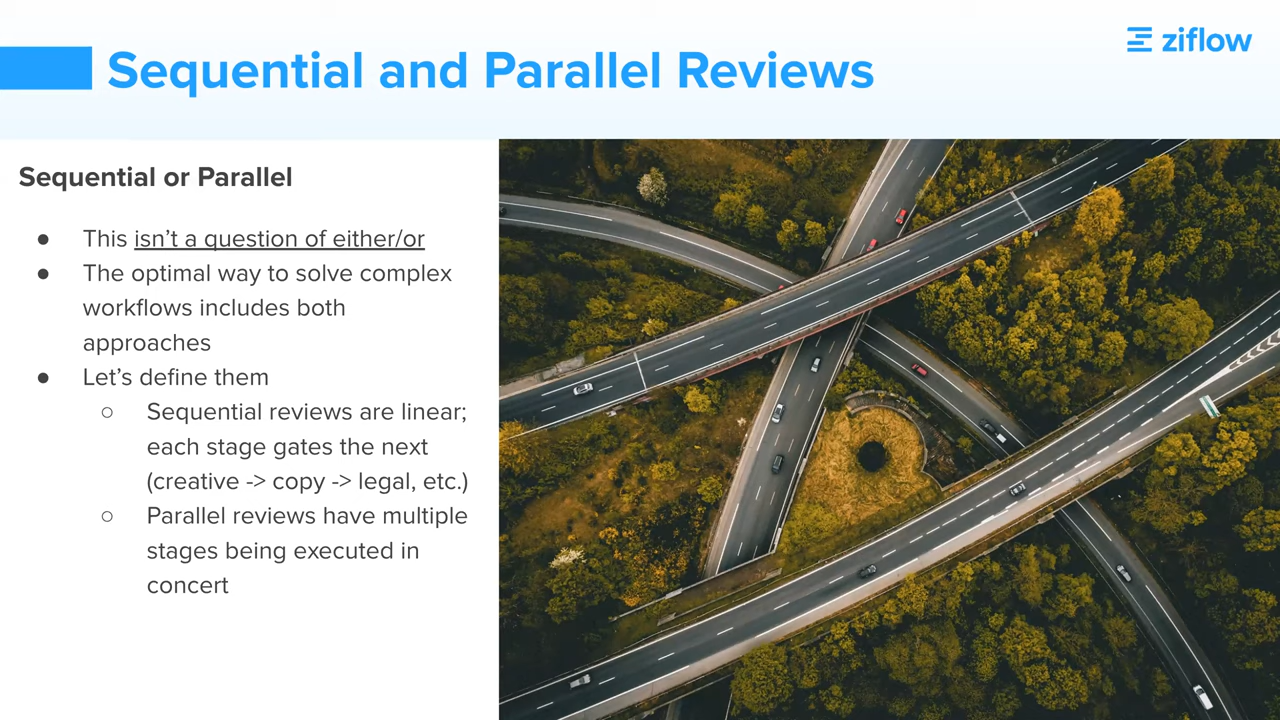 Sequential and Parallel Reviews
ziflow
Sequential or Parallel
● This isn’t a question of either/or
● The optimal way to solve complex
workflows includes both
approaches
● Let’s define them
○ Sequential reviews are linear;
each stage gates the next
(creative -> copy -> legal, etc.)
○ Parallel reviews have multiple
stages being executed in
concert